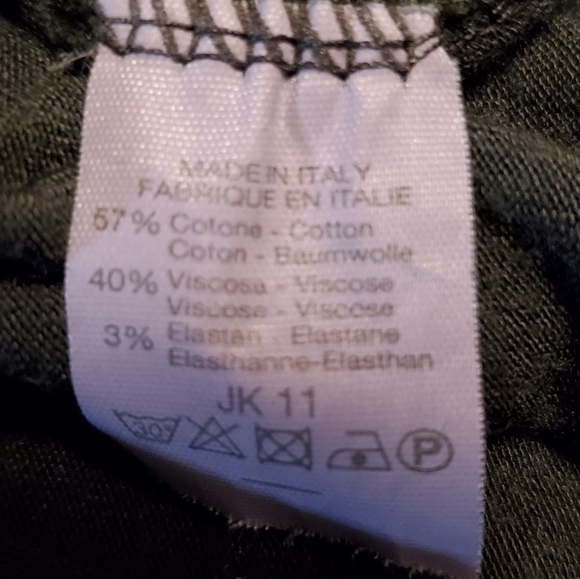 MADE IN ITALY
FABRIQUE EN ITALIE
57% Cotone - Cotton
Coton - Baumwolle
40% Viscosa - Viscose
Viscose - Viscose
3% Elastan - Elastane
Elasthanne-Elasthan
JK 11
30°
P